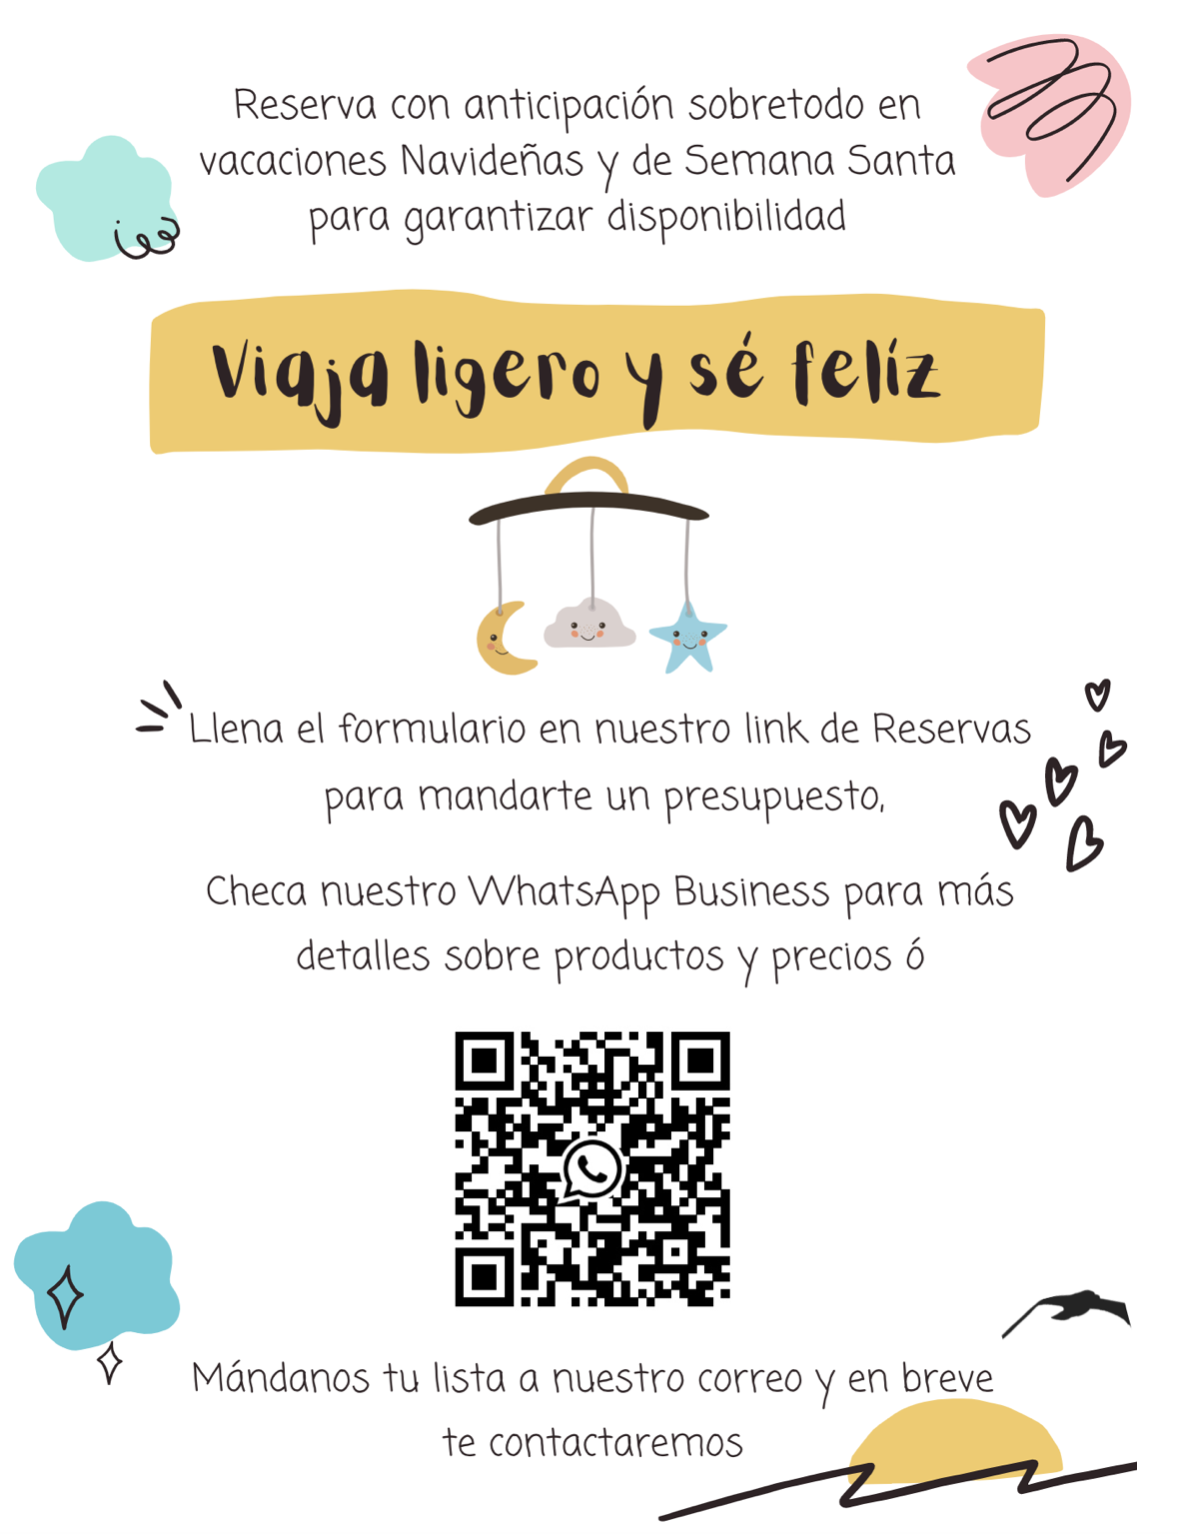 Reserva con anticipación sobretodo en
vacaciones Navideñas y de Semana Santa
para garantizar disponibilidad
Viaja ligero y sé felíz
Llena el formulario en nuestro link de Reservas
para mandarte un presupuesto,
Checa nuestro WhatsApp Business para más
detalles sobre productos y precios ó
Mándanos tu lista a nuestro correo y en breve
te contactaremos